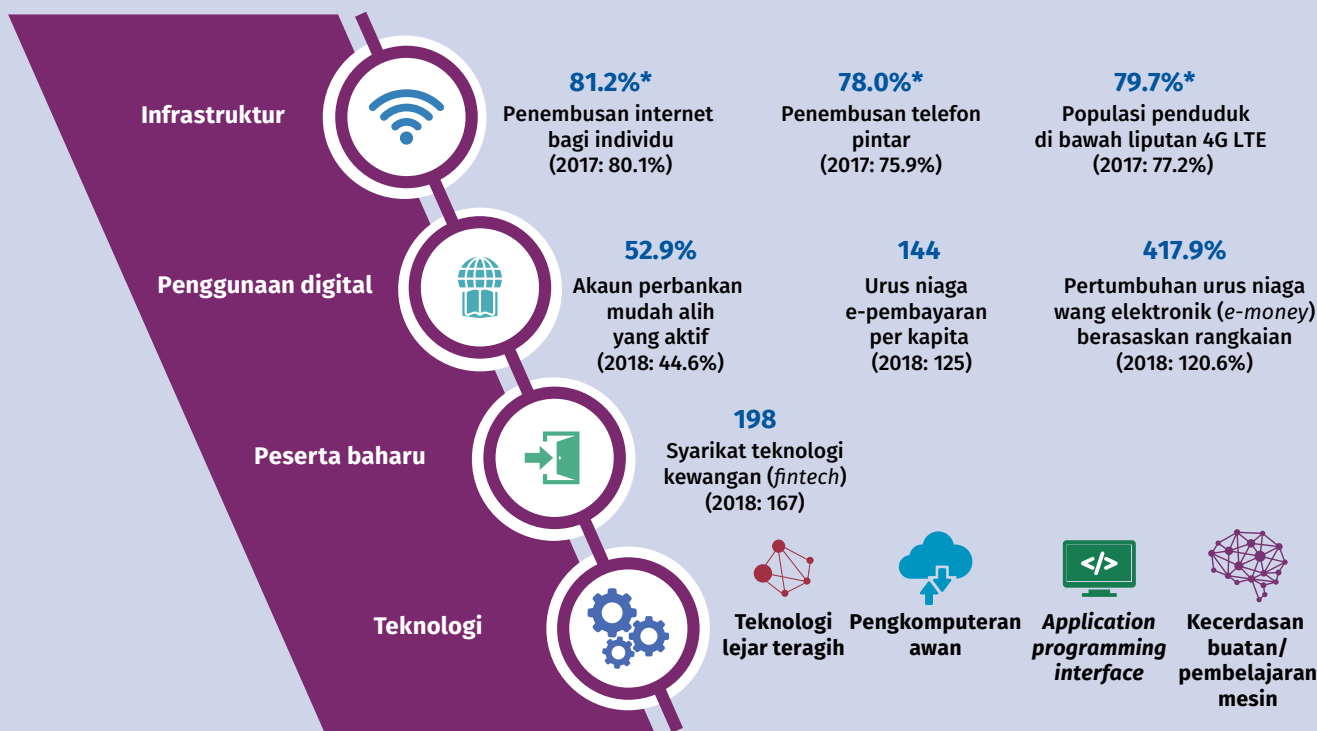 Infrastruktur
81.2%*
Penembusan internet
bagi individu
(2017: 80.1%)
78.0%*
Penembusan telefon
pintar
(2017: 75.9%)
79.7%*
Populasi penduduk
di bawah liputan 4G LTE
(2017: 77.2%)
Penggunaan digital
52.9%
Akaun perbankan
mudah alih
yang aktif
(2018: 44.6%)
144
Urus niaga
e-pembayaran
per kapita
(2018: 125)
417.9%
Pertumbuhan urus niaga
wang elektronik (e-money)
berasaskan rangkaian
(2018: 120.6%)
Peserta baharu
198
Syarikat teknologi
kewangan (fintech)
(2018: 167)
Teknologi
Teknologi
lejar teragih
Pengkomputeran
awan
</>
Application
programming
interface
Kecerdasan
buatan/
pembelajaran
mesin